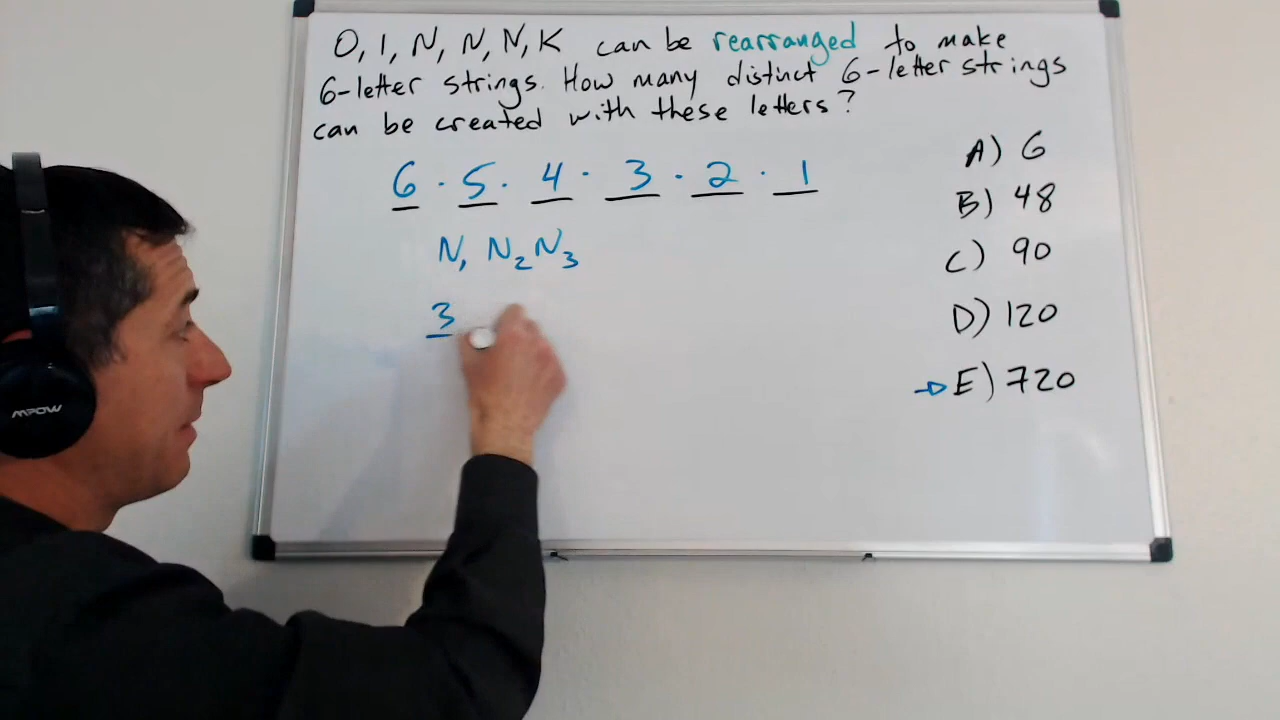 O, I, N, N, N, K can be rearranged to make
6-letter strings. How many distinct 6-letter strings
can be created with these letters?
6 · 5 · 4 · 3 · 2 · 1
N, N₂ N₃
3
A) 6
B) 48
C) 90
D) 120
→ E) 720
MPOW